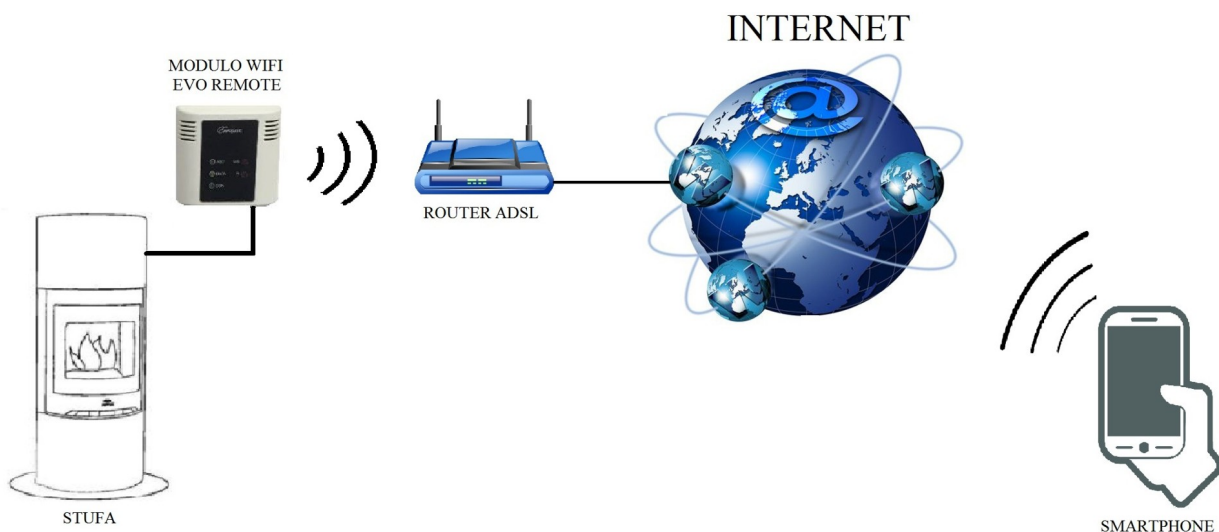 INTERNET
MODULO WIFI
EVO REMOTE
@
ROUTER ADSL
STUFA
SMARTPHONE